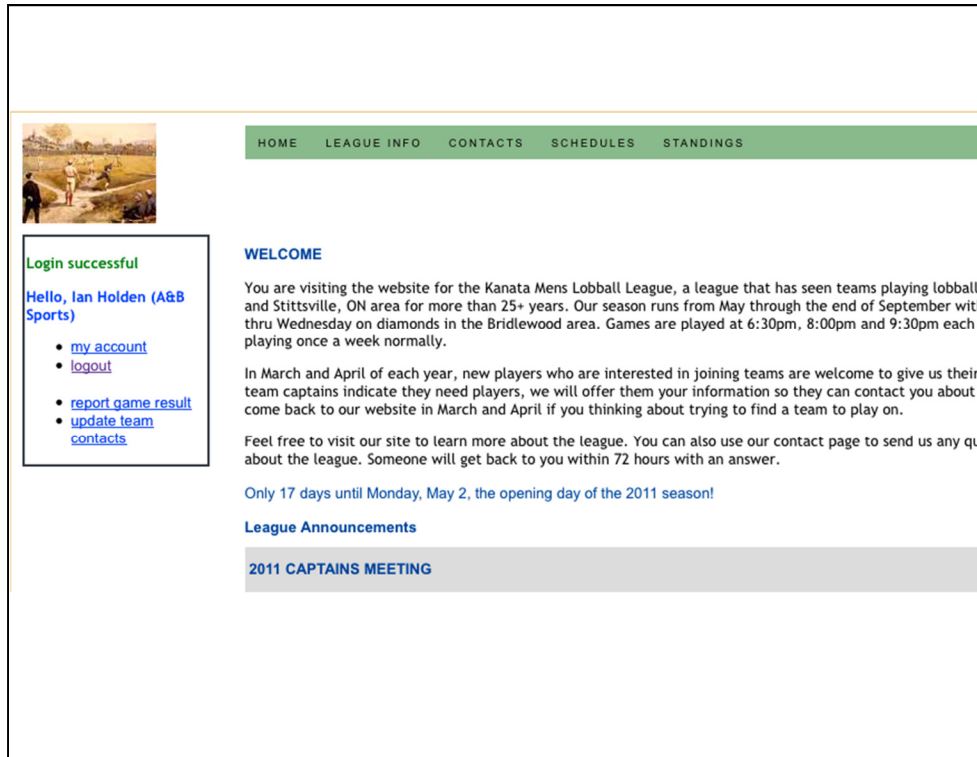 HOME LEAGUE INFO CONTACTS SCHEDULES STANDINGS
Login successful
Hello, Ian Holden (A&B
Sports)
my account
logout
report game result
update team
contacts
WELCOME
You are visiting the website for the Kanata Mens Lobball League, a league that has seen teams playing lobball
and Stittsville, ON area for more than 25+ years. Our season runs from May through the end of September wit
thru Wednesday on diamonds in the Bridlewood area. Games are played at 6:30pm, 8:00pm and 9:30pm each
playing once a week normally.
In March and April of each year, new players who are interested in joining teams are welcome to give us their
team captains indicate they need players, we will offer them your information so they can contact you about
come back to our website in March and April if you thinking about trying to find a team to play on.
Feel free to visit our site to learn more about the league. You can also use our contact page to send us any qu
about the league. Someone will get back to you within 72 hours with an answer.
Only 17 days until Monday, May 2, the opening day of the 2011 season!
League Announcements
2011 CAPTAINS MEETING